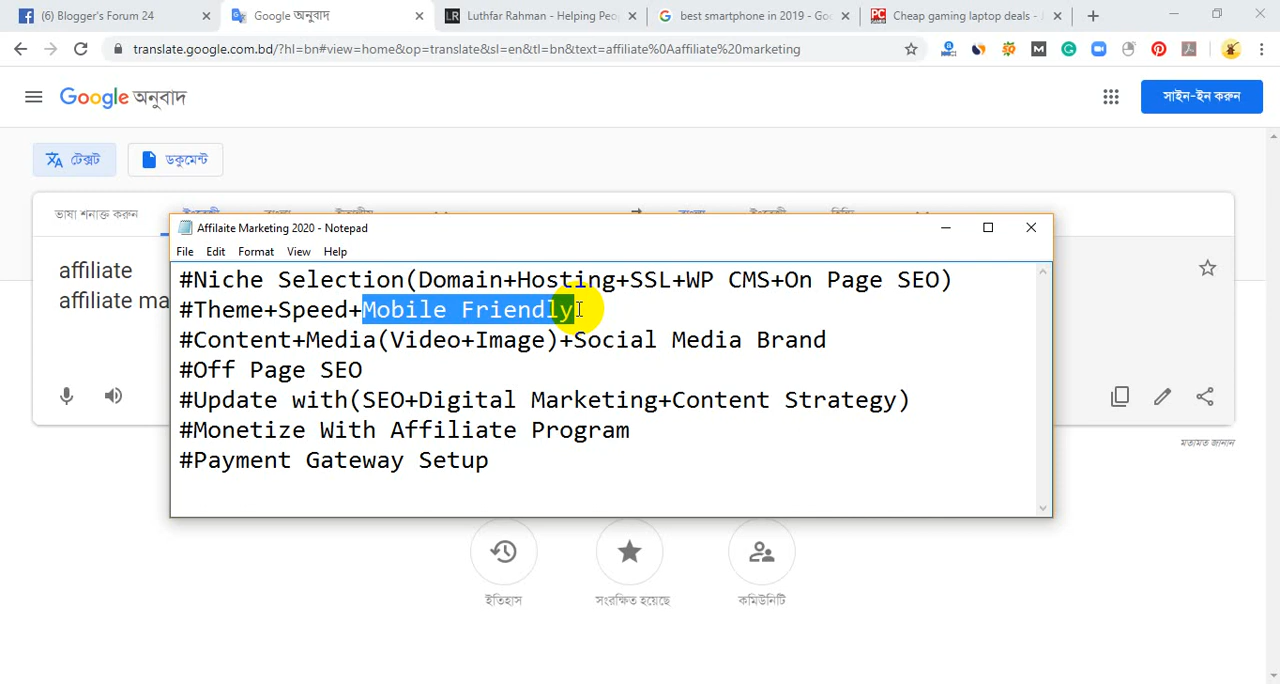 (6) Blogger's Forum 24
Google অনুবাদ
Luthfar Rahman - Helping Peo
best smartphone in 2019 - Goo
Cheap gaming laptop deals -
translate.google.com.bd/?hl=bn#view=home&op=translate&sl=en&tl=bn&text=affiliate%0Aaffiliate%20marketing
Google অনুবাদ
সাইন-ইন করুন
টেক্সট
ডকুমেন্ট
ভাষা শনাক্ত করুন
affiliate
affiliate ma
Affilaite Marketing 2020 - Notepad
File Edit Format View Help
#Niche Selection(Domain+Hosting+SSL+WP CMS+On Page SEO)
#Theme+Speed+Mobile Friendly
#Content+Media(Video+Image)+Social Media Brand
#Off Page SEO
#Update with(SEO+Digital Marketing+Content Strategy)
#Monetize With Affiliate Program
#Payment Gateway Setup
মতামত জানান
ইতিহাস
সংরক্ষিত হয়েছে
কমিউনিটি